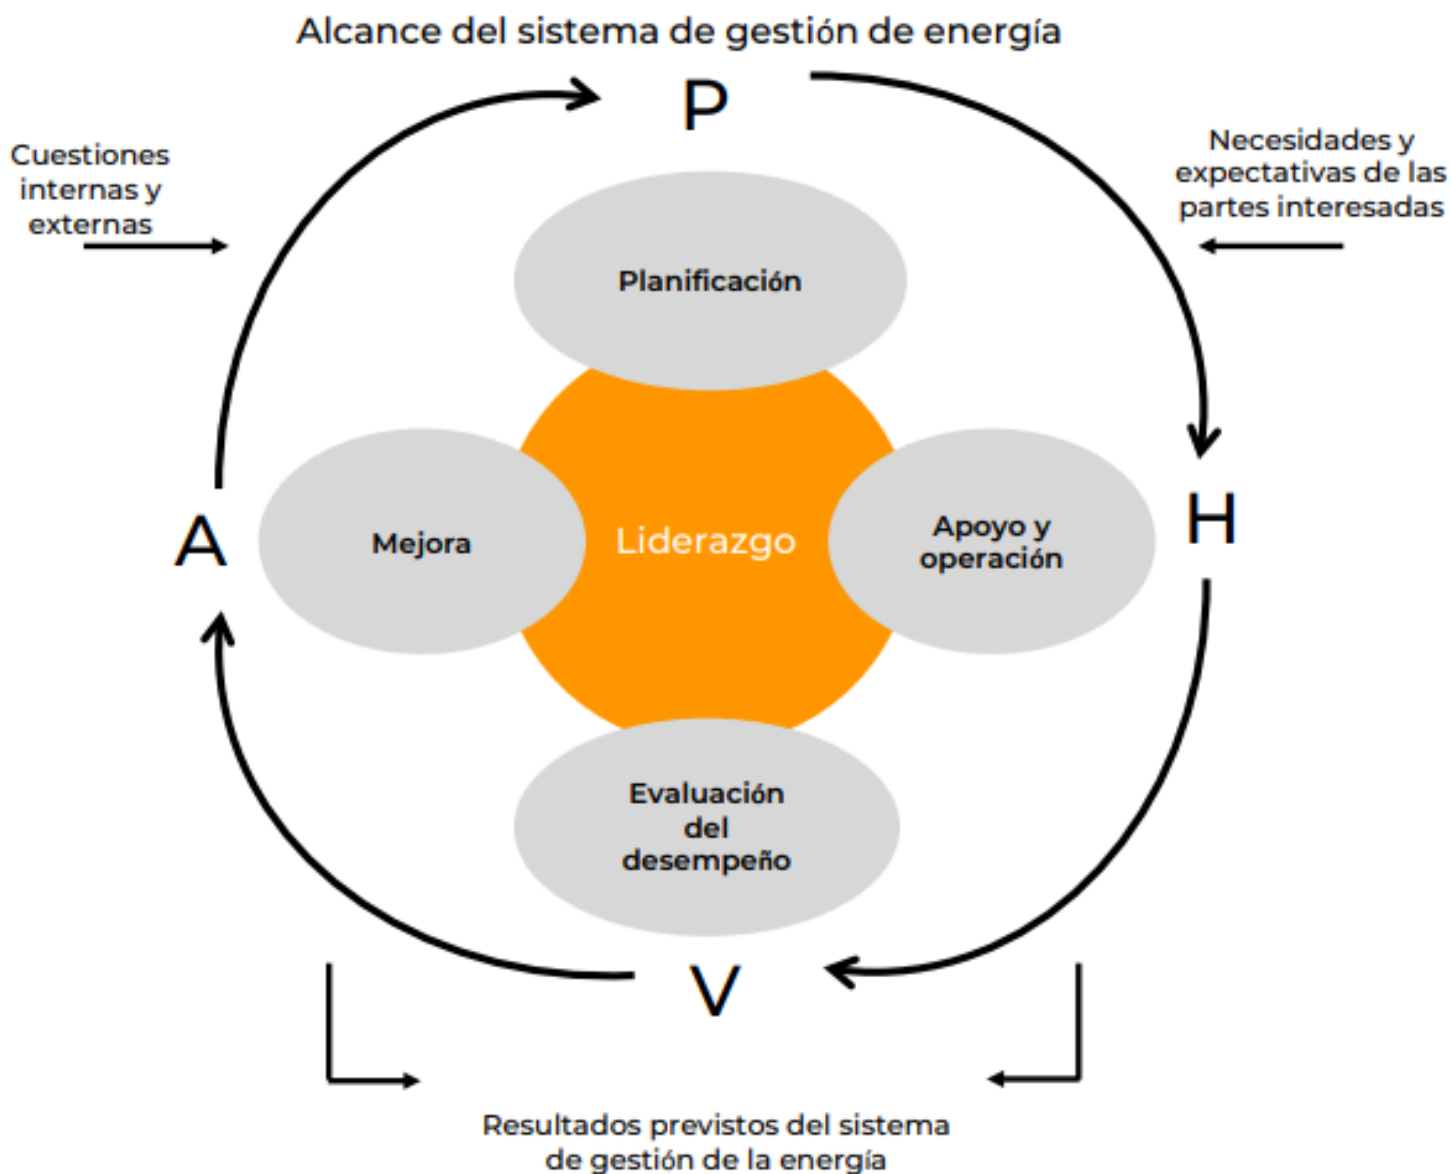 Alcance del sistema de gestión de energía
P
Cuestiones
internas y
externas
Necesidades y
expectativas de las
partes interesadas
Planificación
A
Mejora
Liderazgo
Apoyo y
operación
H
Evaluación
del
desempeño
V
Resultados previstos del sistema
de gestión de la energía